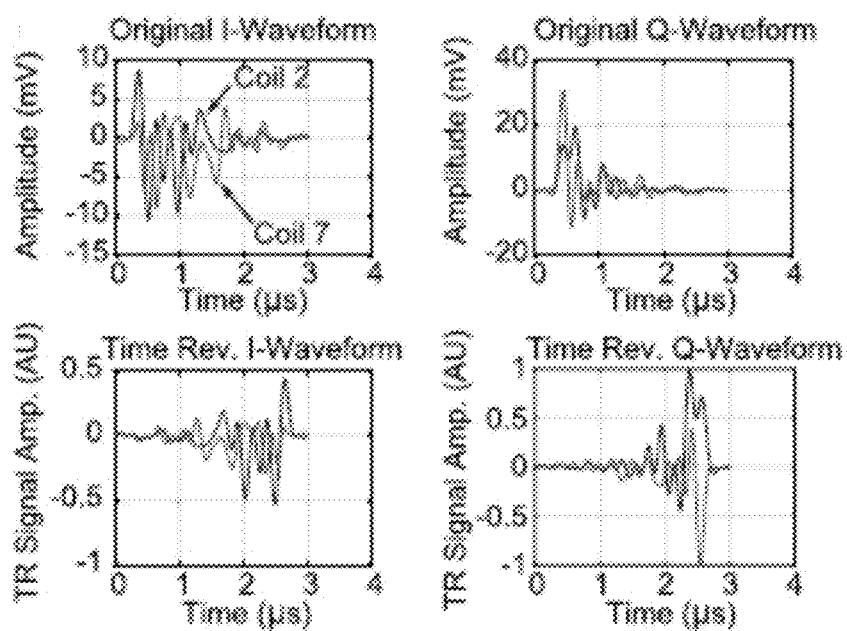 Original I-Waveform
Amplitude (mV)
10
5
0
-5
-10
-15
Coil 2
Coil 7
0 1 2 3 4
Time (µs)
Original Q-Waveform
Amplitude (mV)
40
20
0
-20
0 1 2 3 4
Time (µs)
Time Rev. I-Waveform
TR Signal Amp. (AU)
0.5
0
-0.5
-1
0 1 2 3 4
Time (µs)
Time Rev. Q-Waveform
TR Signal Amp. (AU)
1
0.5
0
-0.5
-1
0 1 2 3 4
Time (µs)